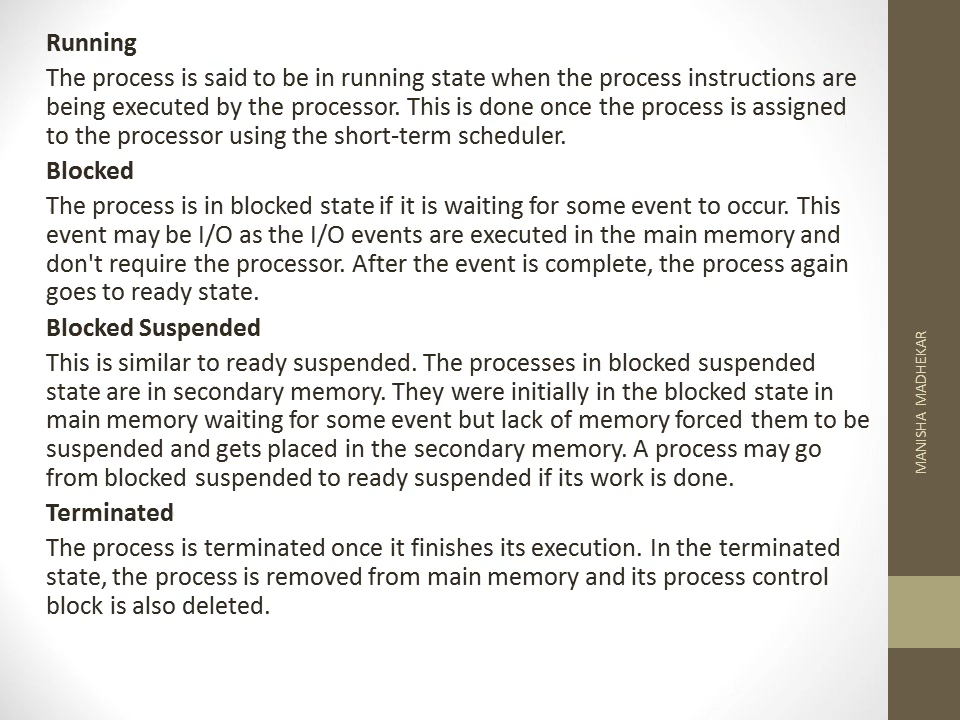 Running
The process is said to be in running state when the process instructions are
being executed by the processor. This is done once the process is assigned
to the processor using the short-term scheduler.
Blocked
The process is in blocked state if it is waiting for some event to occur. This
event may be I/O as the I/O events are executed in the main memory and
don't require the processor. After the event is complete, the process again
goes to ready state.
Blocked Suspended
This is similar to ready suspended. The processes in blocked suspended
state are in secondary memory. They were initially in the blocked state in
main memory waiting for some event but lack of memory forced them to be
suspended and gets placed in the secondary memory. A process may go
from blocked suspended to ready suspended if its work is done.
Terminated
The process is terminated once it finishes its execution. In the terminated
state, the process is removed from main memory and its process control
block is also deleted.
MANISHA MADHEKAR